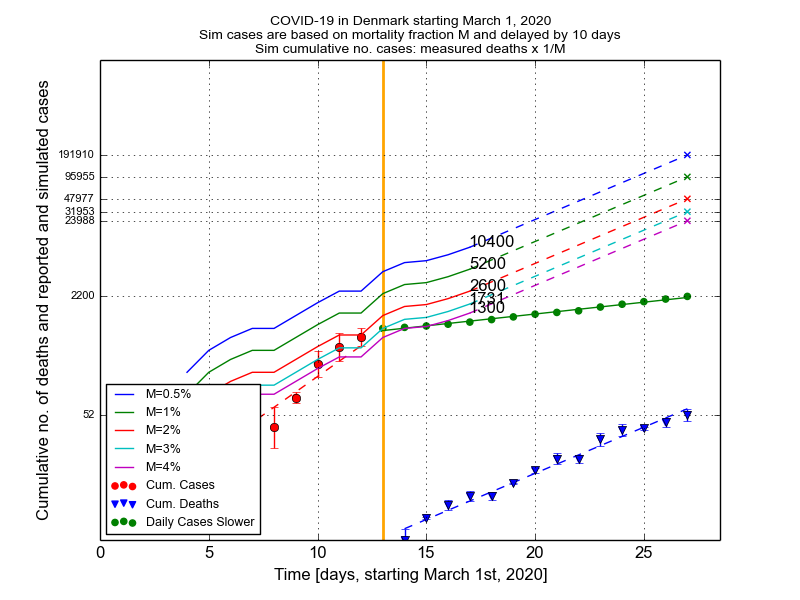 COVID-19 in Denmark starting March 1, 2020
Sim cases are based on mortality fraction M and delayed by 10 days
Sim cumulative no. cases: measured deaths x 1/M
Cumulative no. of deaths and reported and simulated cases
191910
95955
47977
31953
23988
2200
52
10400
5200
2600
1731
1300
M=0.5%
M=1%
M=2%
M=3%
M=4%
Cum. Cases
Cum. Deaths
Daily Cases Slower
0 5 10 15 20 25
Time [days, starting March 1st, 2020]